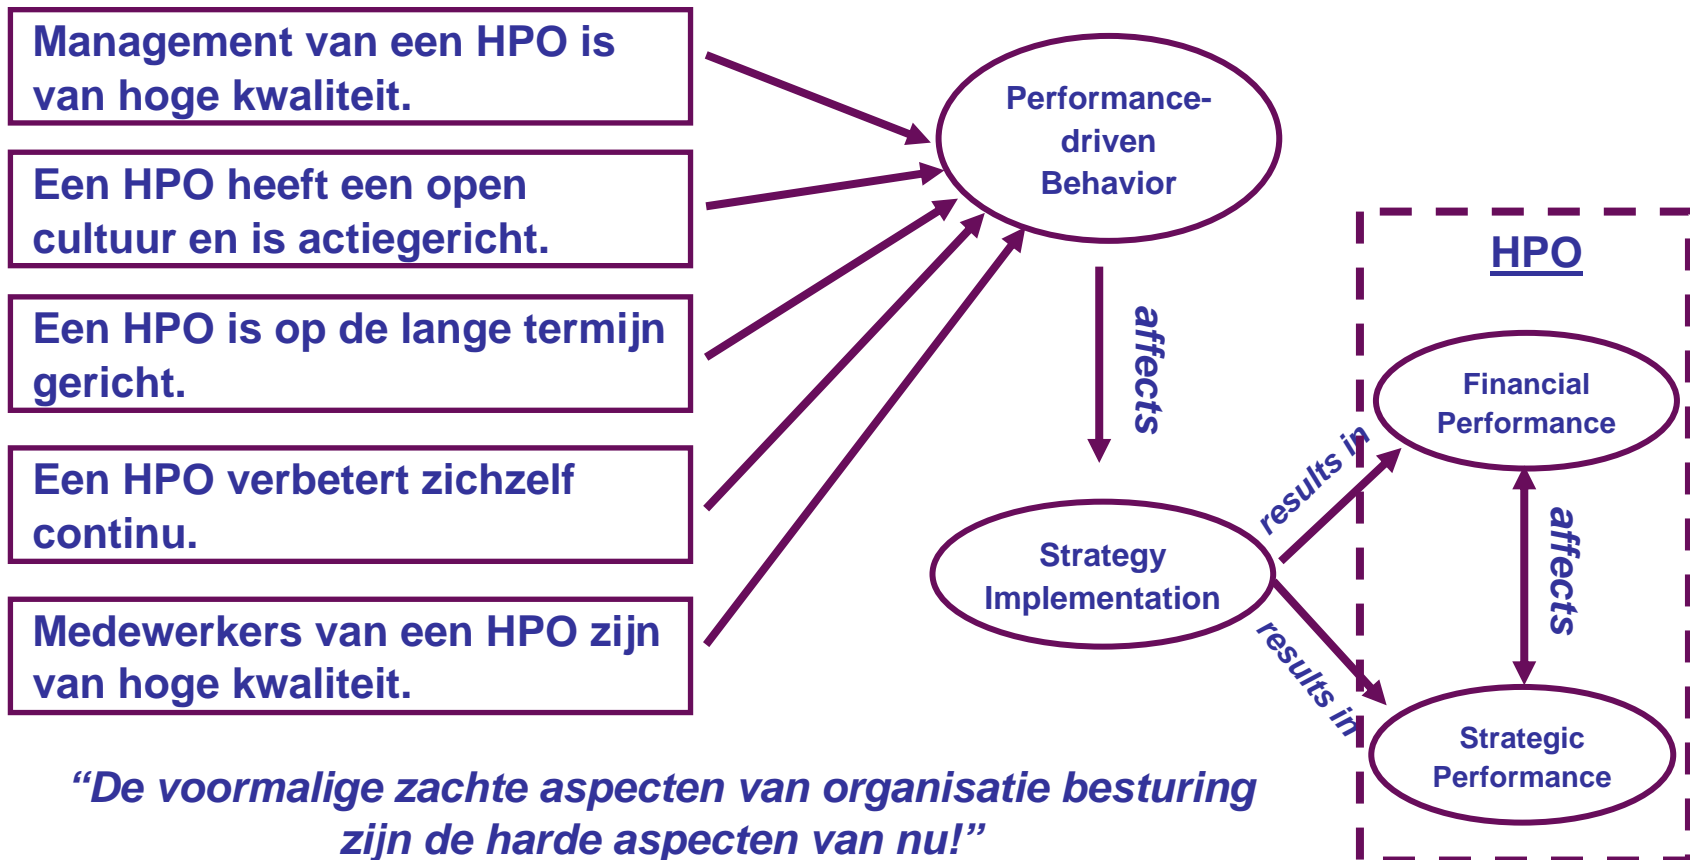 Management van een HPO is
van hoge kwaliteit.
Een HPO heeft een open
cultuur en is actiegericht.
Een HPO is op de lange termijn
gericht.
Een HPO verbetert zichzelf
continu.
Medewerkers van een HPO zijn
van hoge kwaliteit.
Performance-
driven
Behavior
affects
Strategy
Implementation
results in
results in
HPO
Financial
Performance
affects
Strategic
Performance
“De voormalige zachte aspecten van organisatie besturing
zijn de harde aspecten van nu!”